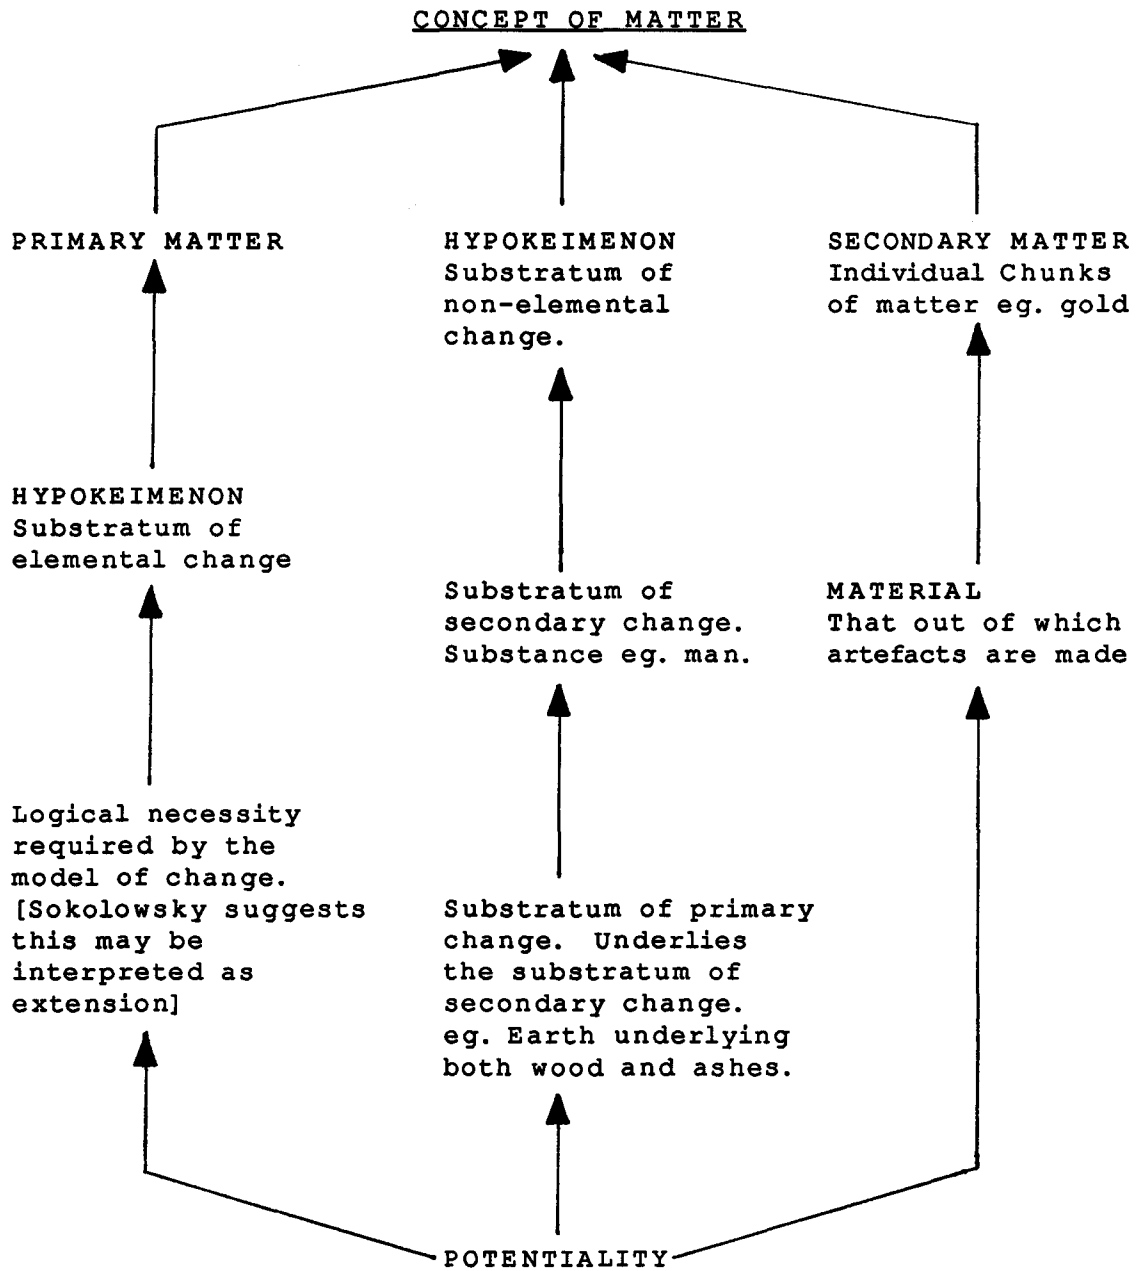 CONCEPT OF MATTER
PRIMARY MATTER
HYPOKEIMENON
Substratum of
elemental change
Logical necessity
required by the
model of change.
[Sokolowsky suggests
this may be
interpreted as
extension]
HYPOKEIMENON
Substratum of
non-elemental
change.
Substratum of
secondary change.
Substance eg. man.
Substratum of primary
change. Underlies
the substratum of
secondary change.
eg. Earth underlying
both wood and ashes.
SECONDARY MATTER
Individual Chunks
of matter eg. gold
MATERIAL
That out of which
artefacts are made
POTENTIALITY